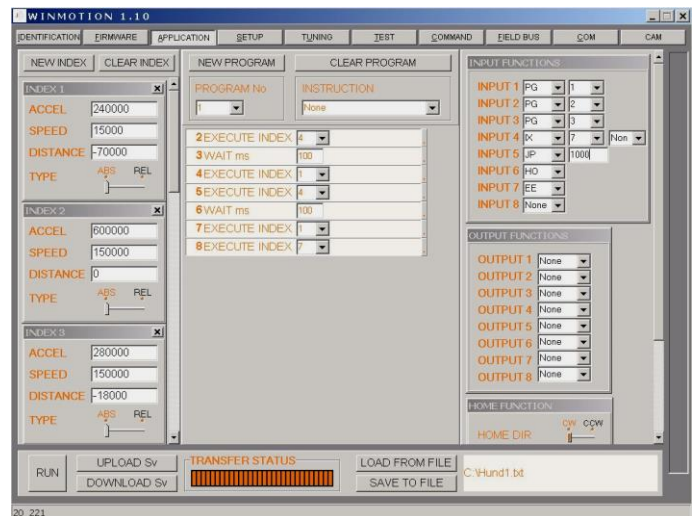 WINMOTION 1.10
IDENTIFICATION EIRMWARE APPLICATION SETUP TUNING TEST COMMAND FIELD BUS COM CAM
NEW INDEX CLEAR INDEX
INDEX 1
ACCEL 240000
SPEED 15000
DISTANCE -70000
TYPE ABS REL
INDEX 2
ACCEL 600000
SPEED 150000
DISTANCE 0
TYPE ABS REL
INDEX 3
ACCEL 280000
SPEED 150000
DISTANCE -18000
TYPE ABS REL
NEW PROGRAM CLEAR PROGRAM
PROGRAM No INSTRUCTION
1 None
2 EXECUTE INDEX 4
3 WAIT ms 100
4 EXECUTE INDEX 1
5 EXECUTE INDEX 4
6 WAIT ms 100
7 EXECUTE INDEX 1
8 EXECUTE INDEX 7
INPUT FUNCTIONS
INPUT 1 PG 1
INPUT 2 PG 2
INPUT 3 PG 3
INPUT 4 IX 7 Non
INPUT 5 JP 1000
INPUT 6 HO
INPUT 7 EE
INPUT 8 None
OUTPUT FUNCTIONS
OUTPUT 1 None
OUTPUT 2 None
OUTPUT 3 None
OUTPUT 4 None
OUTPUT 5 None
OUTPUT 6 None
OUTPUT 7 None
OUTPUT 8 None
HOME FUNCTION
HOME DIR CW CCW
RUN
UPLOAD Sv
DOWNLOAD Sv
TRANSFER STATUS
LOAD FROM FILE
SAVE TO FILE
C:\Hund1.txt
20 221